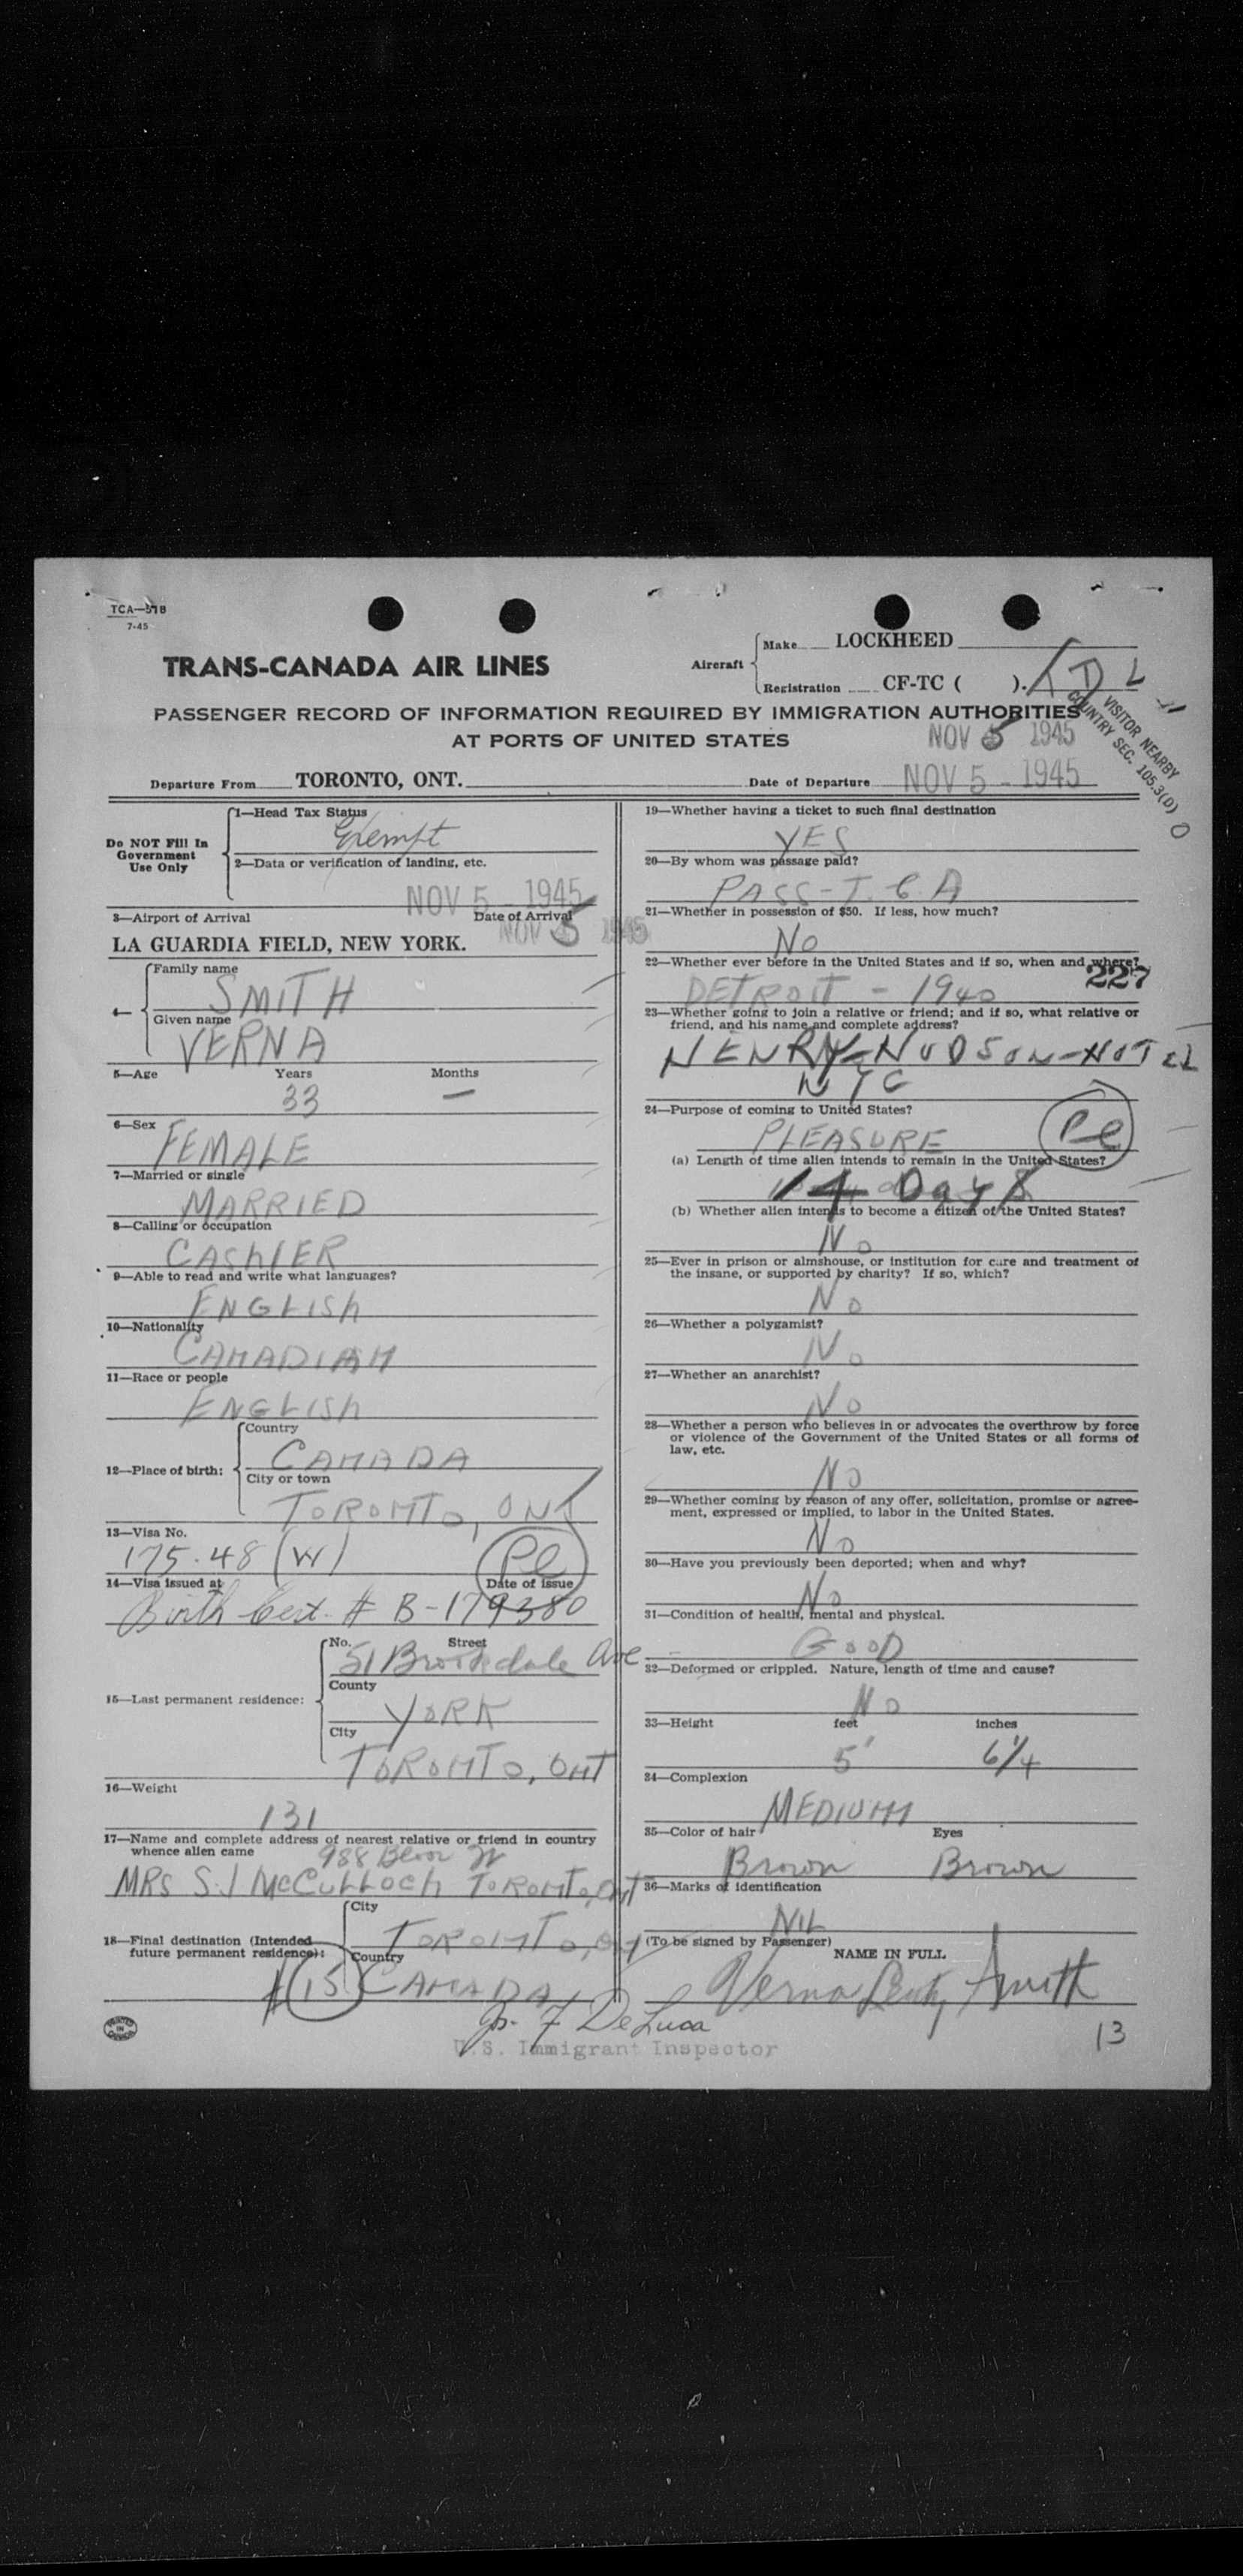 TCA—518
7-45
TRANS-CANADA AIR LINES
Aircraft
Make LOCKHEED
Registration CF-TC ( ). TDL
PASSENGER RECORD OF INFORMATION REQUIRED BY IMMIGRATION AUTHORITIES
AT PORTS OF UNITED STATES
NOV 5 1945
VISITOR NEARBY
COUNTRY SEC. 105.3(D)
Departure From TORONTO, ONT.
Date of Departure NOV 5 - 1945
Do NOT Fill In
Government
Use Only
1—Head Tax Status
Exempt
2—Data or verification of landing, etc.
NOV 5 - 1945
3—Airport of Arrival
Date of Arrival
LA GUARDIA FIELD, NEW YORK.
NOV 5 1945
4—
Family name
SMITH
Given name
VERNA
5—Age Years Months
33 —
6—Sex
FEMALE
7—Married or single
MARRIED
8—Calling or occupation
CASHIER
9—Able to read and write what languages?
ENGLISH
10—Nationality
CANADIAN
11—Race or people
ENGLISH
12—Place of birth:
Country
CANADA
City or town
TORONTO, ONT
13—Visa No.
175.48 (W)
14—Visa issued at
Date of issue
Birth Cert. # B-179380
15—Last permanent residence:
No. Street
51 Brookdale Ave
County
YORK
City
TORONTO, ONT
16—Weight
131
17—Name and complete address of nearest relative or friend in country
whence alien came
988 Bloor W
MRS S.J McCULLOCH TORONTO, ONT
18—Final destination (Intended
future permanent residence):
City
TORONTO, ONT
Country
(15) CANADA
19—Whether having a ticket to such final destination
YES
20—By whom was passage paid?
PASS-T.C.A
21—Whether in possession of $50. If less, how much?
No
22—Whether ever before in the United States and if so, when and where?
227
DETROIT - 1940
23—Whether going to join a relative or friend; and if so, what relative or
friend, and his name and complete address?
HENRY-HUDSON-HOTEL
NYC
24—Purpose of coming to United States?
PLEASURE
(a) Length of time alien intends to remain in the United States?
14 Days
(b) Whether alien intends to become a citizen of the United States?
No
25—Ever in prison or almshouse, or institution for care and treatment of
the insane, or supported by charity? If so, which?
No
26—Whether a polygamist?
No
27—Whether an anarchist?
No
28—Whether a person who believes in or advocates the overthrow by force
or violence of the Government of the United States or all forms of
law, etc.
No
29—Whether coming by reason of any offer, solicitation, promise or agree-
ment, expressed or implied, to labor in the United States.
No
30—Have you previously been deported; when and why?
No
31—Condition of health, mental and physical.
GOOD
32—Deformed or crippled. Nature, length of time and cause?
No
33—Height feet inches
5' 6 1/4
34—Complexion
MEDIUM
35—Color of hair Eyes
Brown Brown
36—Marks of identification
NIL
(To be signed by Passenger)
NAME IN FULL
Verna Smith
F DeLuca
U.S. Immigrant Inspector
13
PRINTED
IN
CANADA